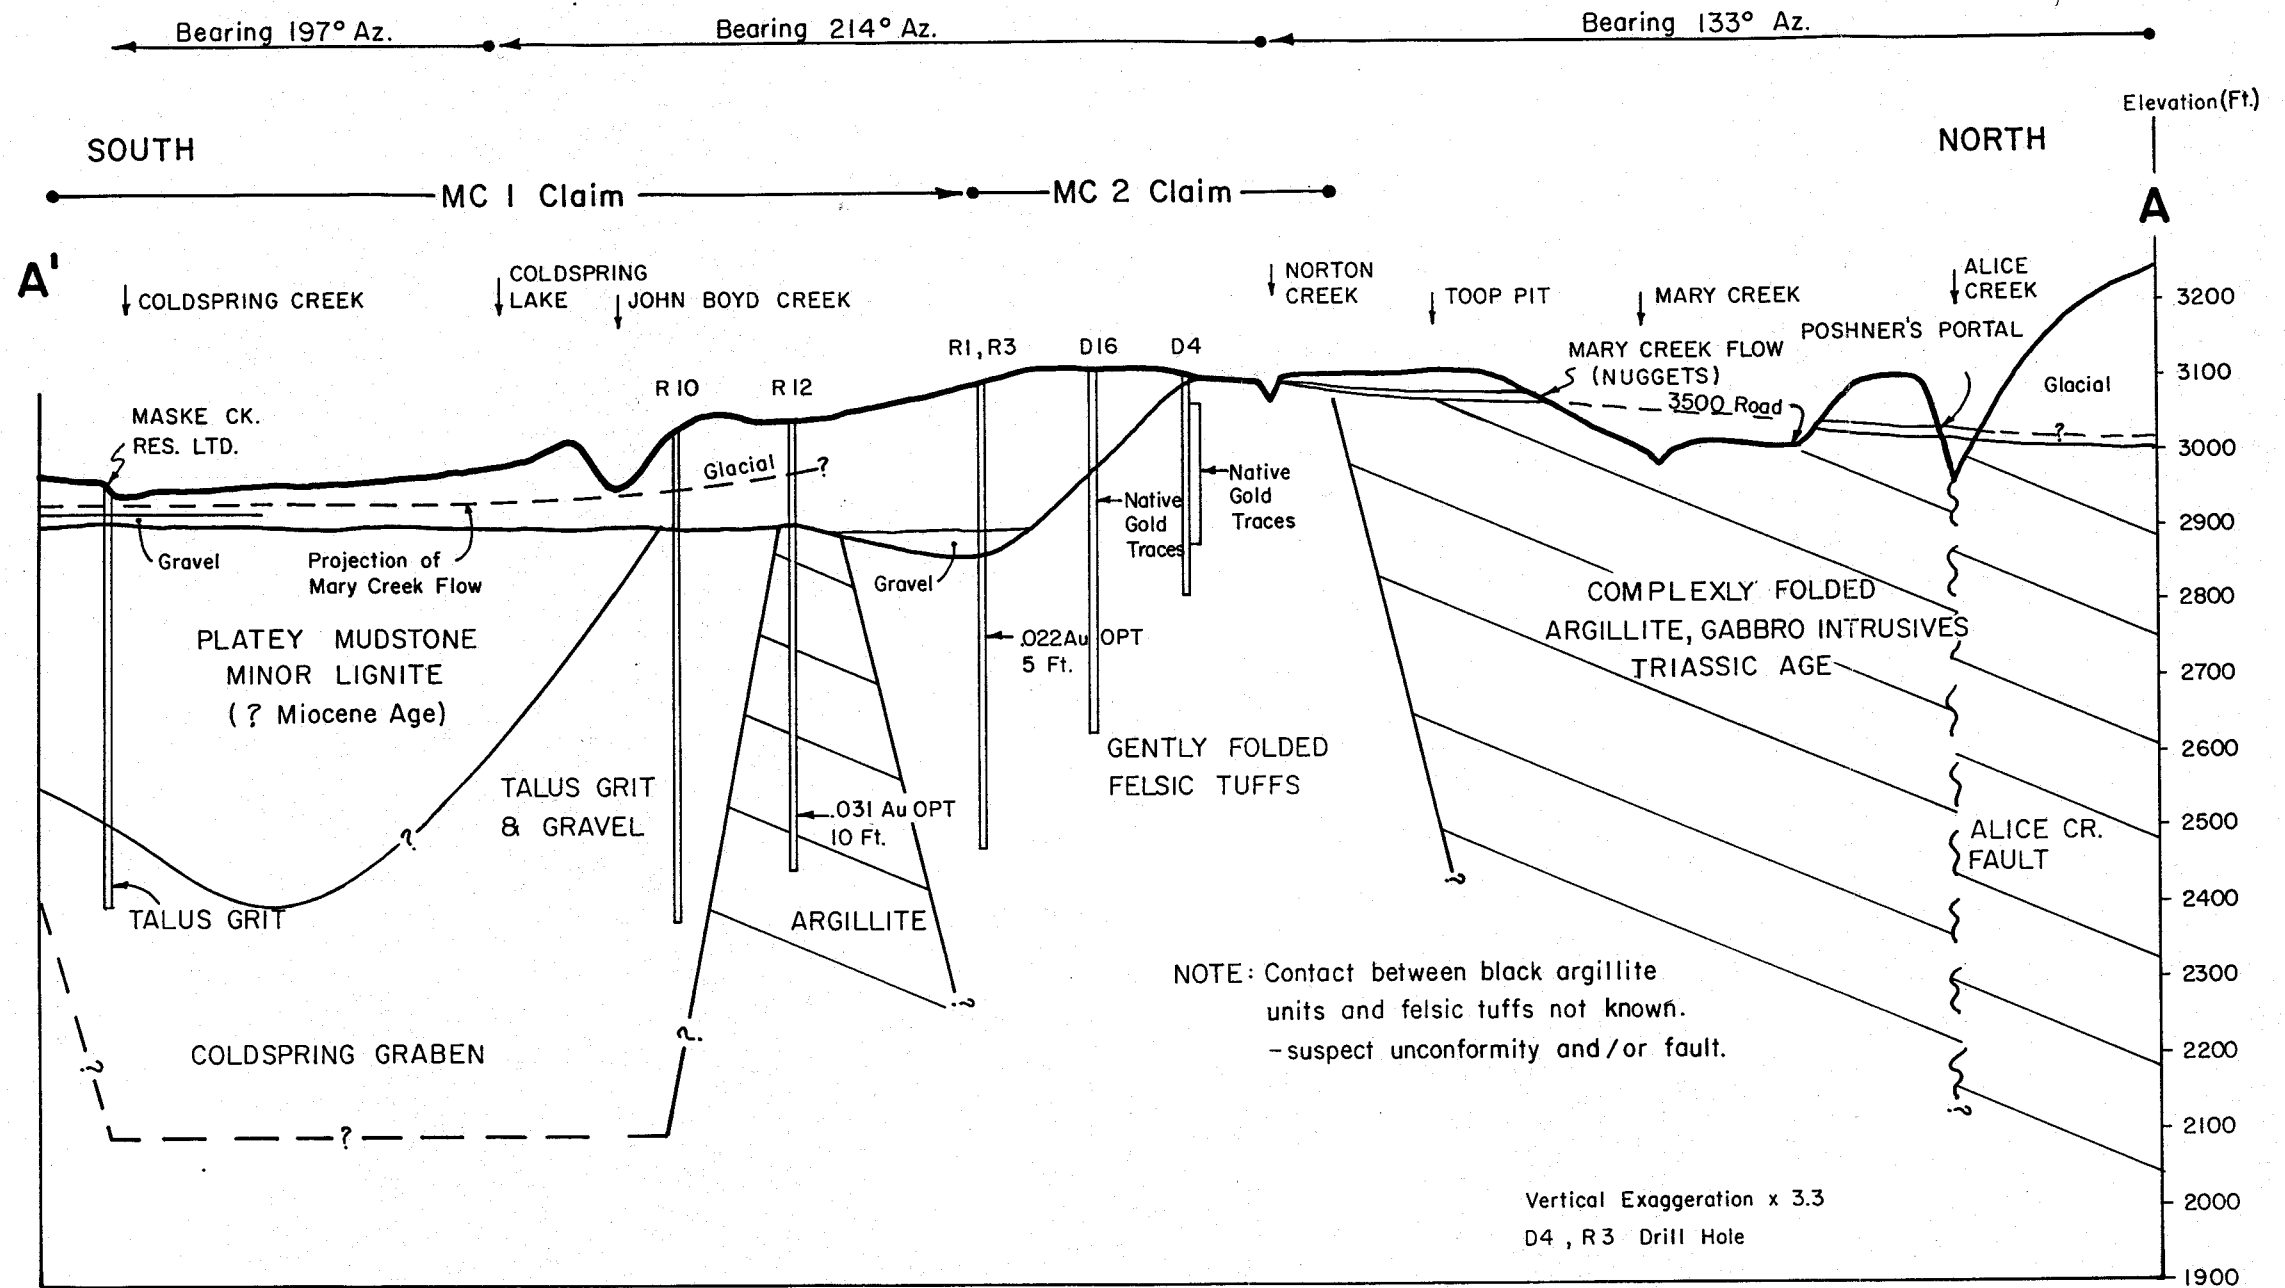 Bearing 197° Az.
Bearing 214° Az.
Bearing 133° Az.
Elevation (Ft.)
SOUTH
NORTH
MC 1 Claim
MC 2 Claim
A'
A
COLDSPRING CREEK
COLDSPRING
LAKE
JOHN BOYD CREEK
NORTON
CREEK
TOOP PIT
MARY CREEK
ALICE
CREEK
POSHNER'S PORTAL
R10
R12
R1, R3
D16
D4
MARY CREEK FLOW
(NUGGETS)
3500 Road
Glacial
?
MASKE CK.
RES. LTD.
Glacial
?
Gravel
Projection of
Mary Creek Flow
Gravel
Native
Gold
Traces
Native
Gold
Traces
PLATEY MUDSTONE
MINOR LIGNITE
(? Miocene Age)
.022Au OPT
5 Ft.
COMPLEXLY FOLDED
ARGILLITE, GABBRO INTRUSIVES
TRIASSIC AGE
GENTLY FOLDED
FELSIC TUFFS
TALUS GRIT
& GRAVEL
.031 Au OPT
10 Ft.
?
?
ALICE CR.
FAULT
TALUS GRIT
ARGILLITE
?
?
?
COLDSPRING GRABEN
?
?
NOTE: Contact between black argillite
units and felsic tuffs not known.
-suspect unconformity and/or fault.
Vertical Exaggeration x 3.3
D4, R3 Drill Hole
3200
3100
3000
2900
2800
2700
2600
2500
2400
2300
2200
2100
2000
1900